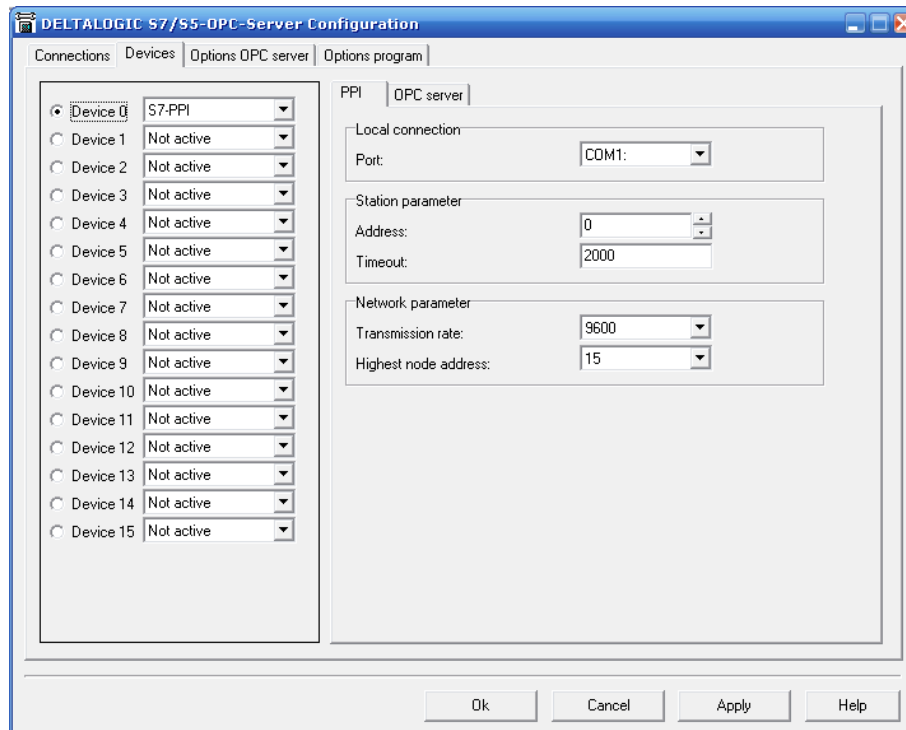 DELTALOGIC S7/S5-OPC-Server Configuration
Connections Devices Options OPC server Options program
Device 0 S7-PPI
Device 1 Not active
Device 2 Not active
Device 3 Not active
Device 4 Not active
Device 5 Not active
Device 6 Not active
Device 7 Not active
Device 8 Not active
Device 9 Not active
Device 10 Not active
Device 11 Not active
Device 12 Not active
Device 13 Not active
Device 14 Not active
Device 15 Not active
PPI OPC server
Local connection
Port: COM1:
Station parameter
Address: 0
Timeout: 2000
Network parameter
Transmission rate: 9600
Highest node address: 15
Ok Cancel Apply Help